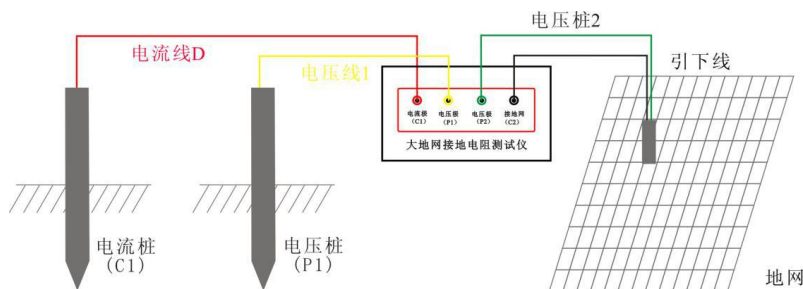 电压桩2
电流线D
电压线1
引下线
电流极
(C1)
电压极
(P1)
电压极
(P2)
接地网
(C2)
大地网接地电阻测试仪
电流桩
(C1)
电压桩
(P1)
地网